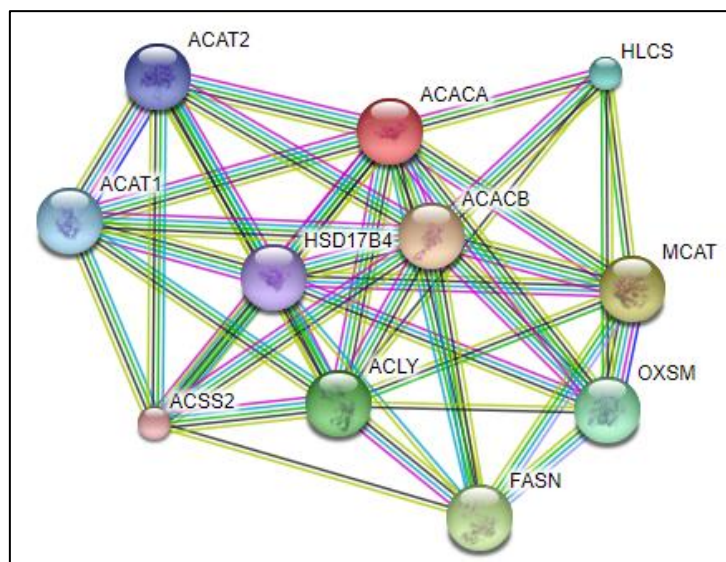 ACAT2
HLCS
ACACA
ACAT1
ACACB
HSD17B4
MCAT
ACLY
OXSM
ACSS2
FASN